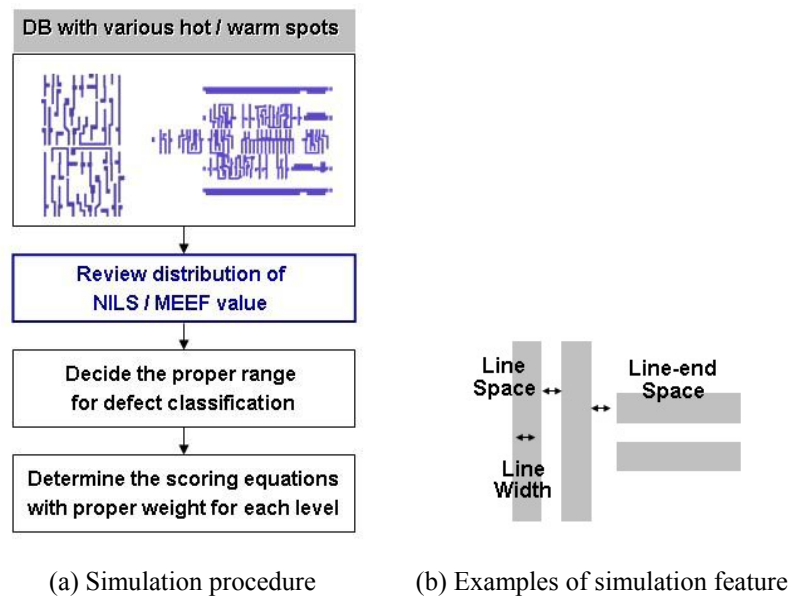 DB with various hot / warm spots
Review distribution of
NILS / MEEF value
Decide the proper range
for defect classification
Determine the scoring equations
with proper weight for each level
Line
Space
Line-end
Space
Line
Width
(a) Simulation procedure
(b) Examples of simulation feature